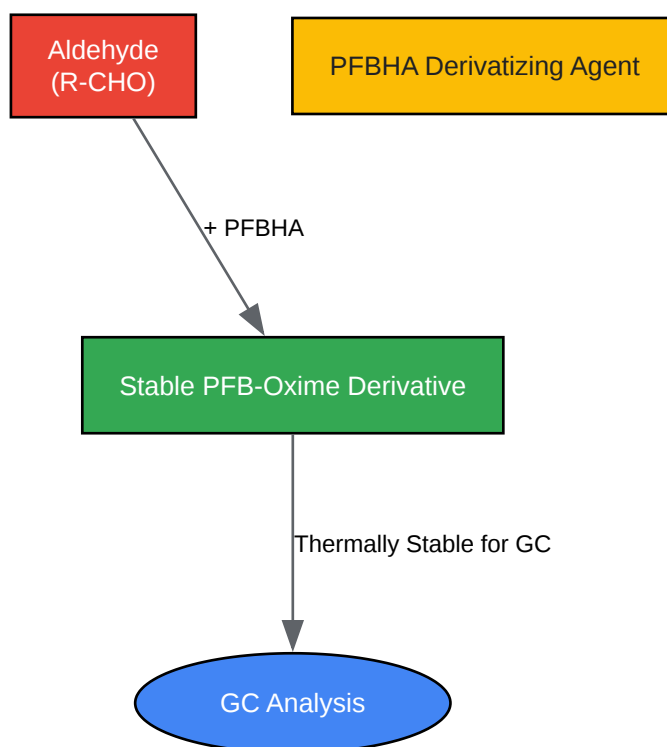 Aldehyde
(R-CHO)
PFBHA Derivatizing Agent
+ PFBHA
Stable PFB-Oxime Derivative
Thermally Stable for GC
GC Analysis